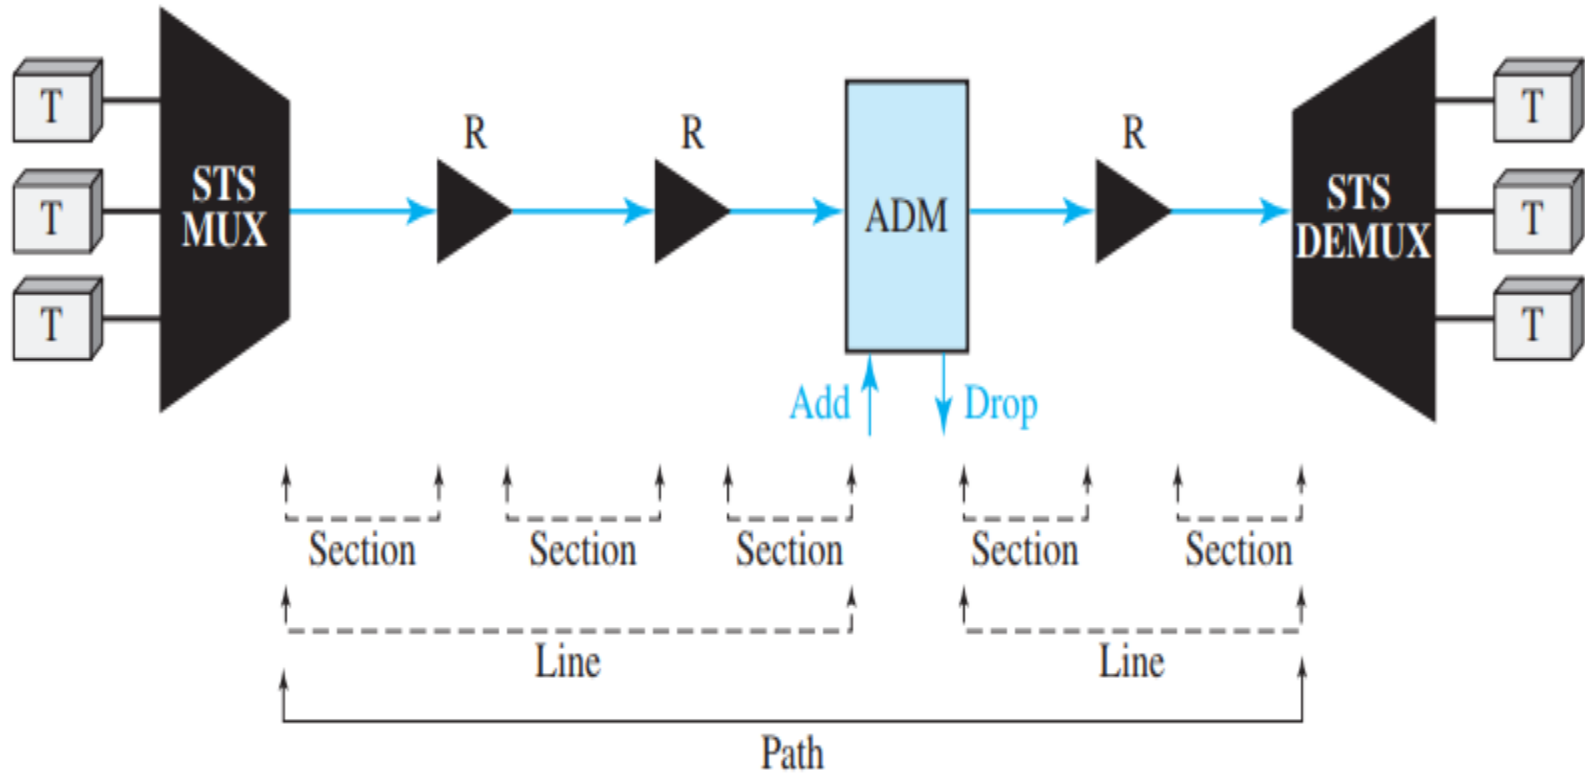 T
T
T
STS
MUX
R
R
ADM
R
STS
DEMUX
T
T
T
Add
Drop
Section
Section
Section
Section
Section
Line
Line
Path